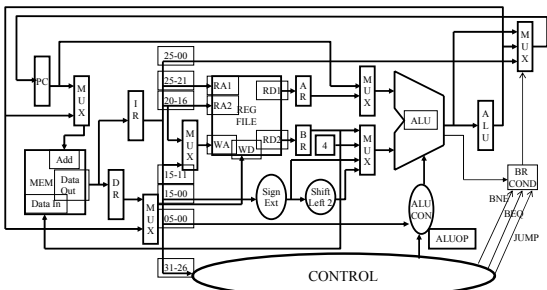 25-00
M
U
X
PC
M
U
X
25-21
20-16
I
R
RA1
RA2
RD1
REG
FILE
A
R
M
U
X
ALU
A
L
U
M
U
X
WA
WD
RD2
B
R
4
M
U
X
Add
MEM
Data
Out
Data In
D
R
M
U
X
15-11
15-00
05-00
31-26
Sign
Ext
Shift
Left 2
ALU
CON
ALUOP
BR
COND
BNE
BEQ
JUMP
CONTROL